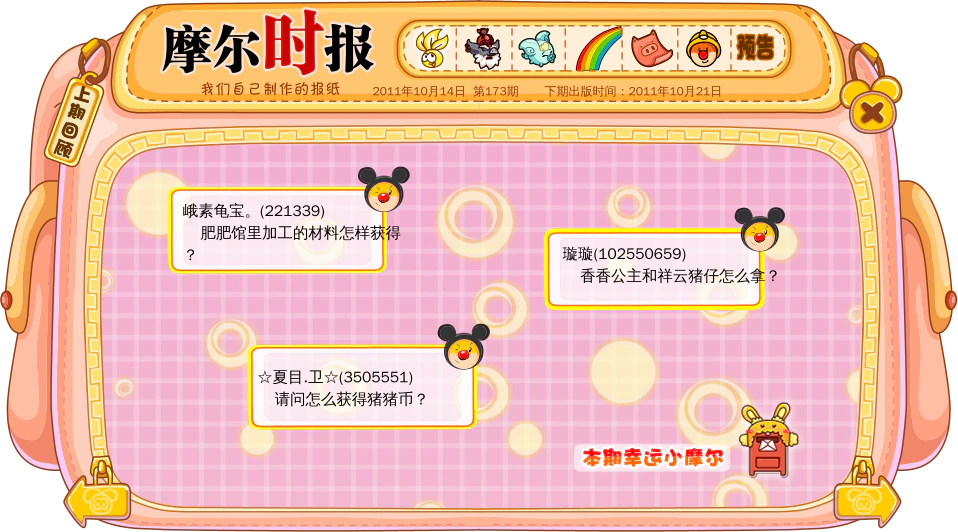 摩尔时报
预告
我们自己制作的报纸
2011年10月14日 第173期
下期出版时间：2011年10月21日
上期回顾
峨素龟宝。(221339)
肥肥馆里加工的材料怎样获得
？
璇璇(102550659)
香香公主和祥云猪仔怎么拿？
☆夏目.卫☆(3505551)
请问怎么获得猪猪币？
本期幸运小摩尔